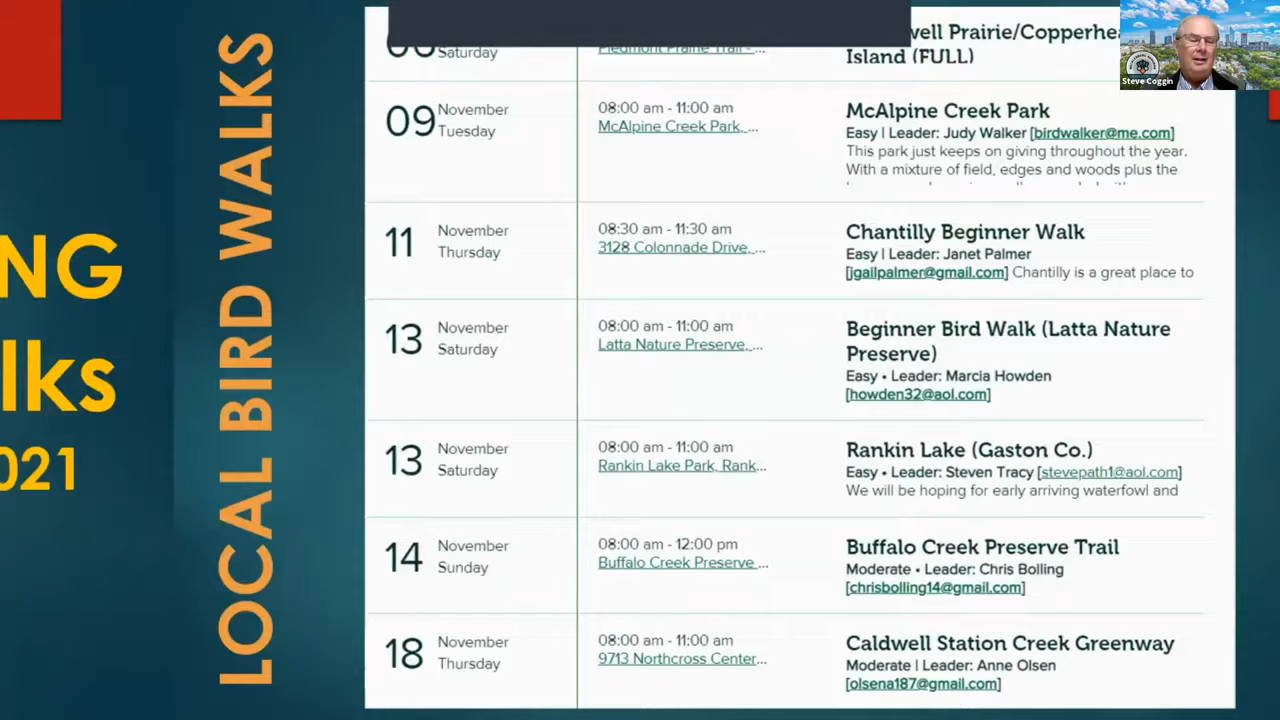 NG
lks
021
LOCAL BIRD WALKS
Saturday
Piedmont Prairie Trail - ...
well Prairie/Copperhea
Island (FULL)
09 November
Tuesday
08:00 am - 11:00 am
McAlpine Creek Park, ...
McAlpine Creek Park
Easy | Leader: Judy Walker [birdwalker@me.com]
This park just keeps on giving throughout the year.
With a mixture of field, edges and woods plus the
11 November
Thursday
08:30 am - 11:30 am
3128 Colonnade Drive, ...
Chantilly Beginner Walk
Easy | Leader: Janet Palmer
[jgailpalmer@gmail.com] Chantilly is a great place to
13 November
Saturday
08:00 am - 11:00 am
Latta Nature Preserve, ...
Beginner Bird Walk (Latta Nature
Preserve)
Easy • Leader: Marcia Howden
[howden32@aol.com]
13 November
Saturday
08:00 am - 11:00 am
Rankin Lake Park, Rank...
Rankin Lake (Gaston Co.)
Easy • Leader: Steven Tracy [stevepath1@aol.com]
We will be hoping for early arriving waterfowl and
14 November
Sunday
08:00 am - 12:00 pm
Buffalo Creek Preserve ...
Buffalo Creek Preserve Trail
Moderate • Leader: Chris Bolling
[chrisbolling14@gmail.com]
18 November
Thursday
08:00 am - 11:00 am
9713 Northcross Center...
Caldwell Station Creek Greenway
Moderate | Leader: Anne Olsen
[olsena187@gmail.com]
Steve Coggin